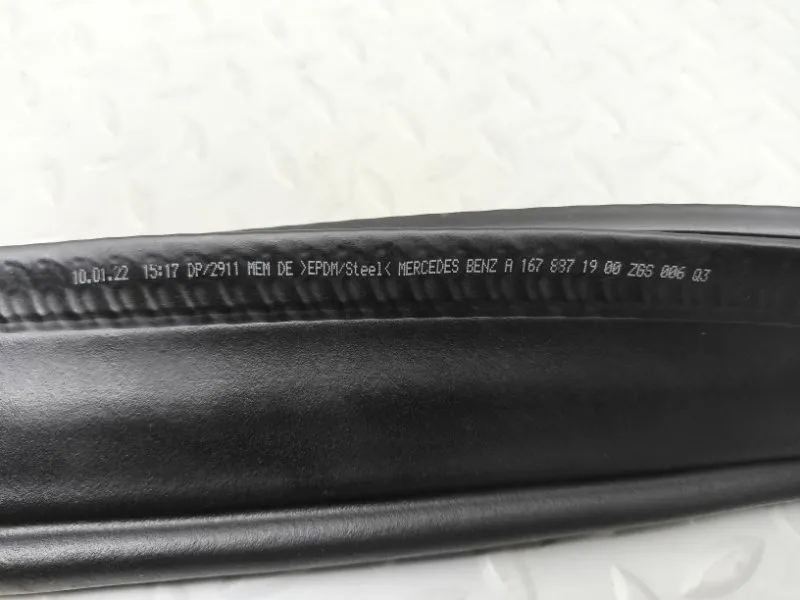 10.01.22 15:17 DP/2911 MEM DE >EPDM/Steel< MERCEDES BENZ A 167 697 19 00 ZGS 006 Q3